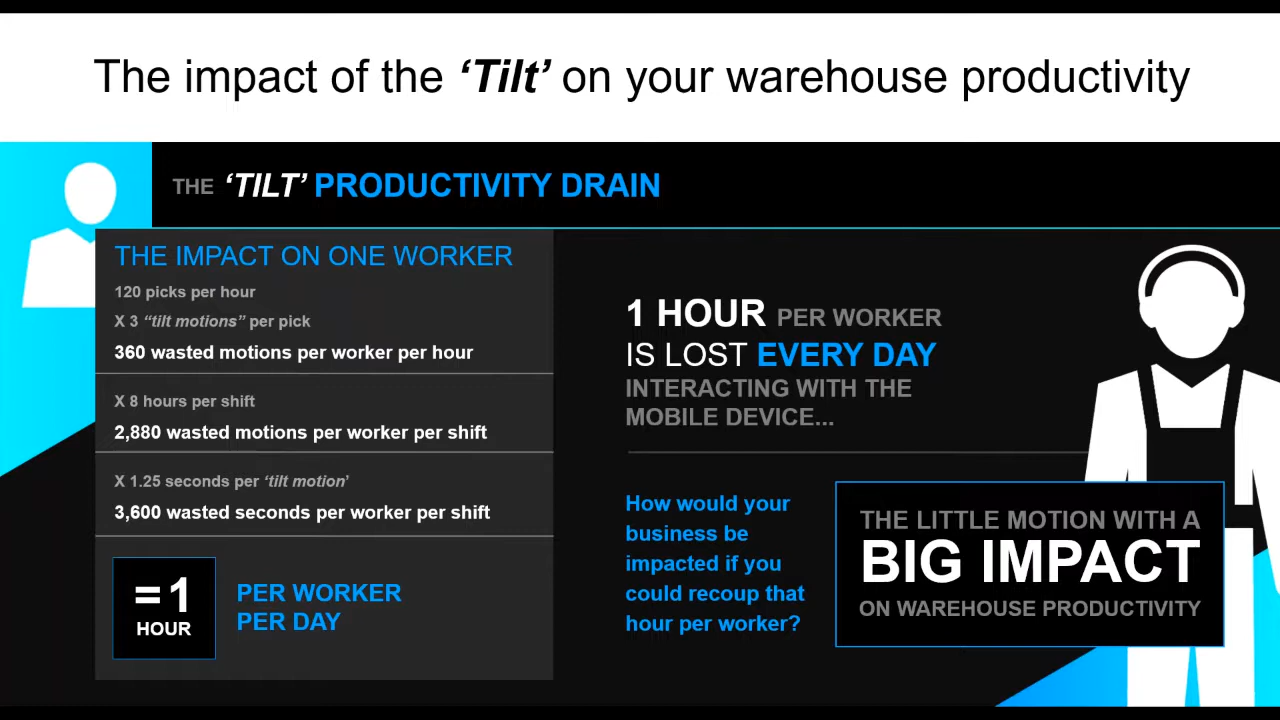 The impact of the ‘Tilt’ on your warehouse productivity
THE ‘TILT’ PRODUCTIVITY DRAIN
THE IMPACT ON ONE WORKER
120 picks per hour
X 3 “tilt motions” per pick
360 wasted motions per worker per hour
X 8 hours per shift
2,880 wasted motions per worker per shift
X 1.25 seconds per ‘tilt motion’
3,600 wasted seconds per worker per shift
=1
HOUR
PER WORKER
PER DAY
1 HOUR PER WORKER
IS LOST EVERY DAY
INTERACTING WITH THE
MOBILE DEVICE...
How would your
business be
impacted if you
could recoup that
hour per worker?
THE LITTLE MOTION WITH A
BIG IMPACT
ON WAREHOUSE PRODUCTIVITY